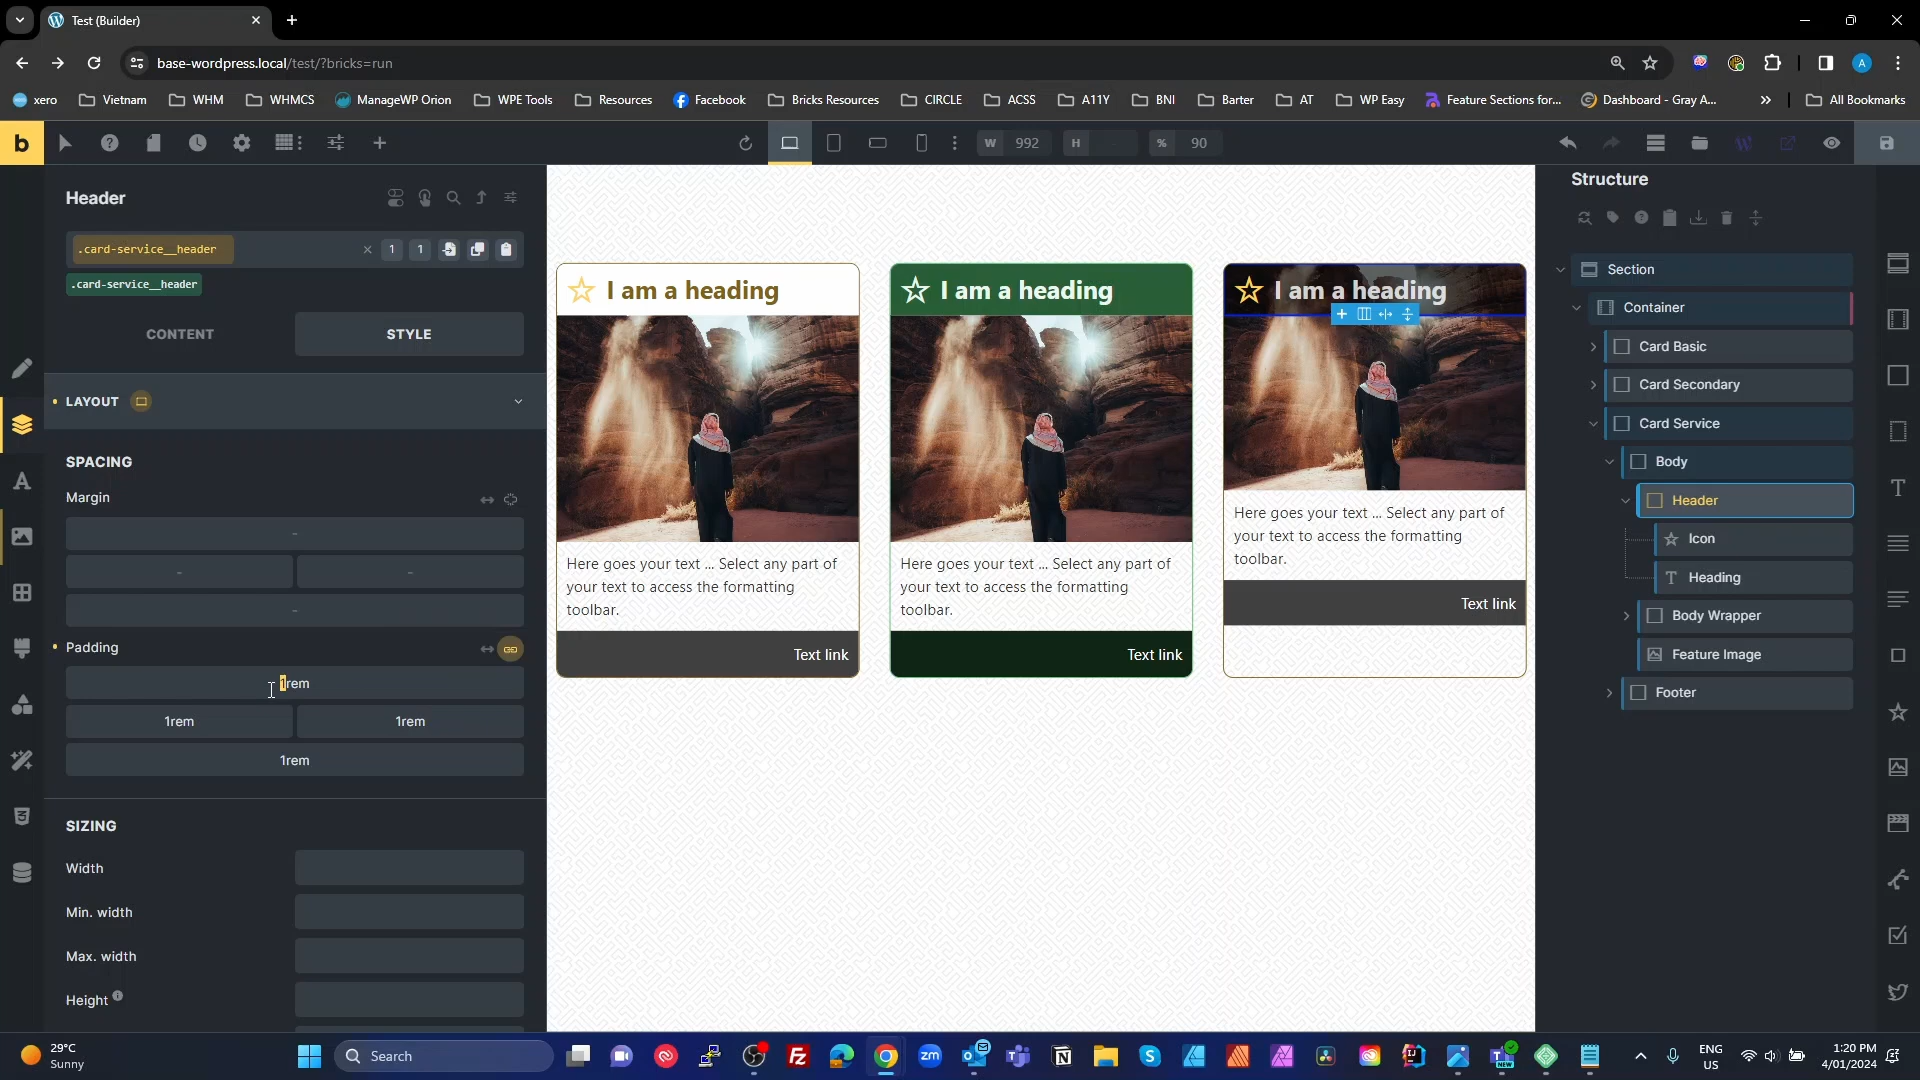 Test (Builder)
base-wordpress.local/test/?bricks=run
xero
Vietnam
WHM
WHMCS
ManageWP Orion
WPE Tools
Resources
Facebook
Bricks Resources
CIRCLE
ACSS
A11Y
BNI
Barter
AT
WP Easy
Feature Sections for...
Dashboard - Gray A...
All Bookmarks
b
W 992 H - % 90
Header
.card-service__header
1 1
.card-service__header
CONTENT
STYLE
LAYOUT
SPACING
Margin
-
- -
-
Padding
1rem
1rem 1rem
1rem
SIZING
Width
Min. width
Max. width
Height
I am a heading
Here goes your text ... Select any part of
your text to access the formatting
toolbar.
Text link
I am a heading
Here goes your text ... Select any part of
your text to access the formatting
toolbar.
Text link
I am a heading
Here goes your text ... Select any part of
your text to access the formatting
toolbar.
Text link
Structure
Section
Container
Card Basic
Card Secondary
Card Service
Body
Header
Icon
Heading
Body Wrapper
Feature Image
Footer
29°C
Sunny
Search
ENG
US
1:20 PM
4/01/2024